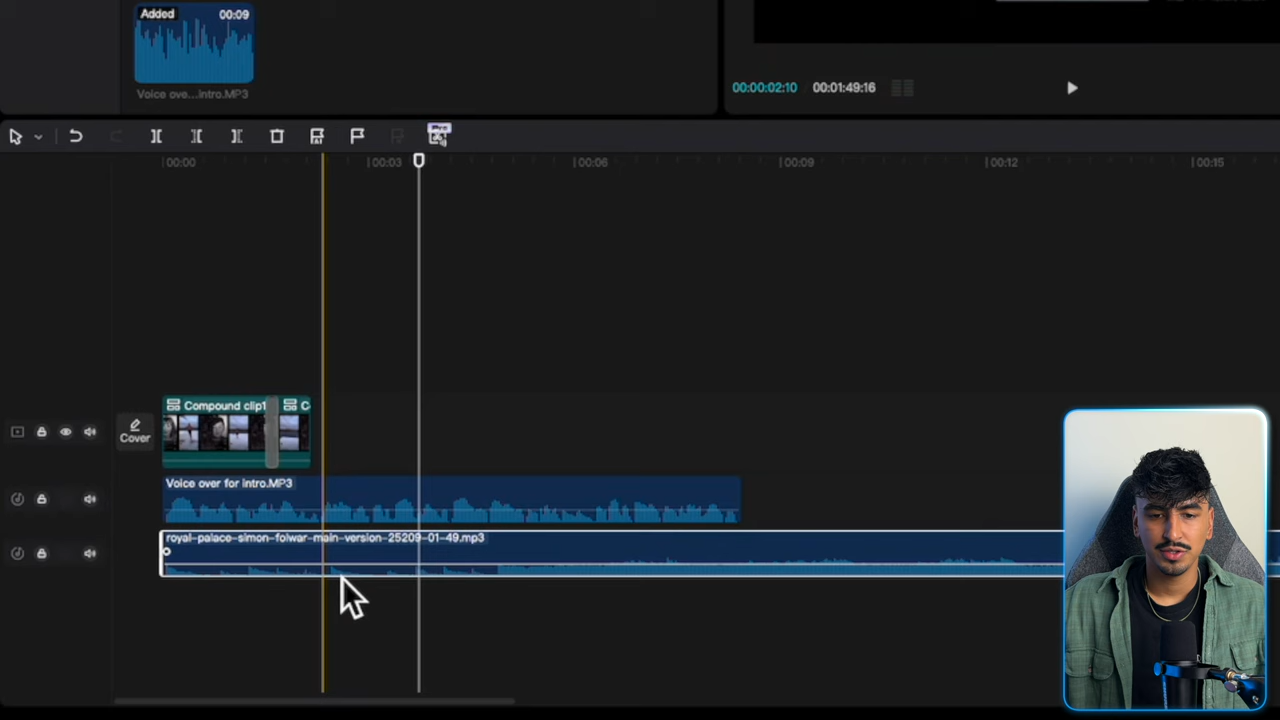 Added 00:09
Voice ove...intro.MP3
00:00:02:10 00:01:49:16
Pro
00:00 00:03 00:06 00:09 00:12 00:15
Cover
Compound clip1 C
Voice over for intro.MP3
royal-palace-simon-folwar-main-version-25209-01-49.mp3